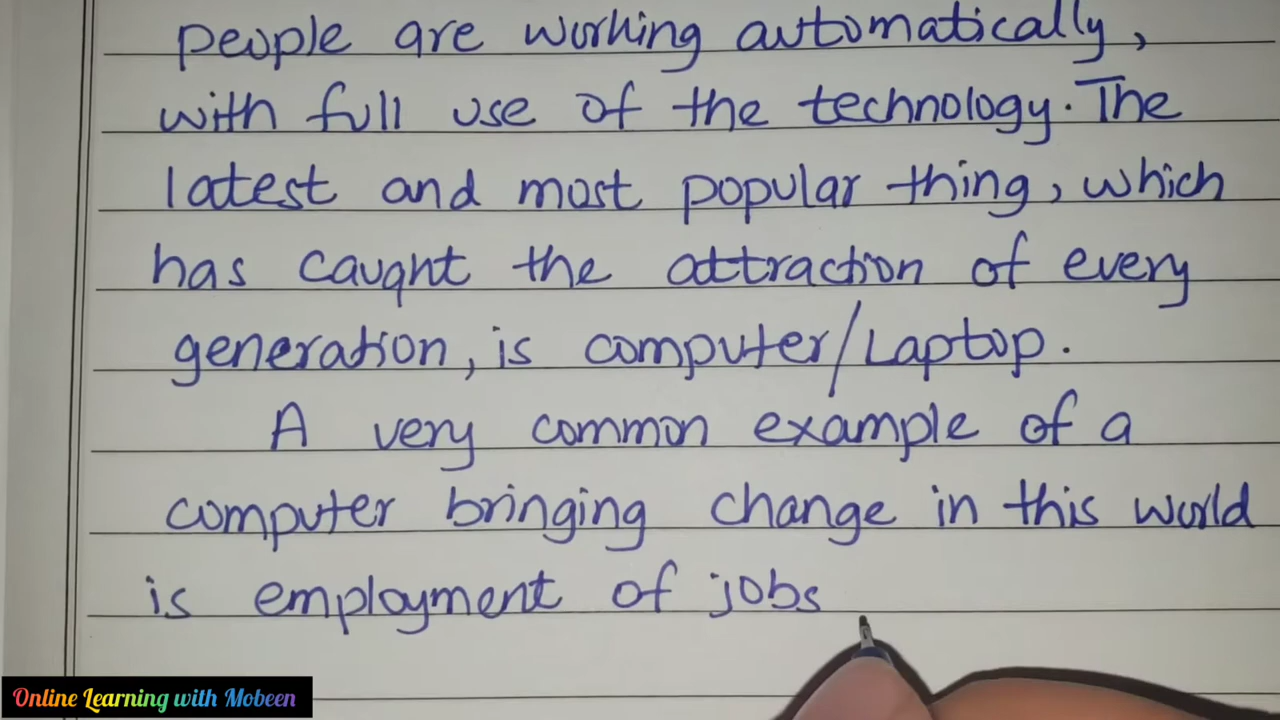 people are working automatically,
with full use of the technology. The
latest and most popular thing, which
has caught the attraction of every
generation, is computer/Laptop.
A very common example of a
computer bringing change in this world
is employment of jobs
Online Learning with Mobeen